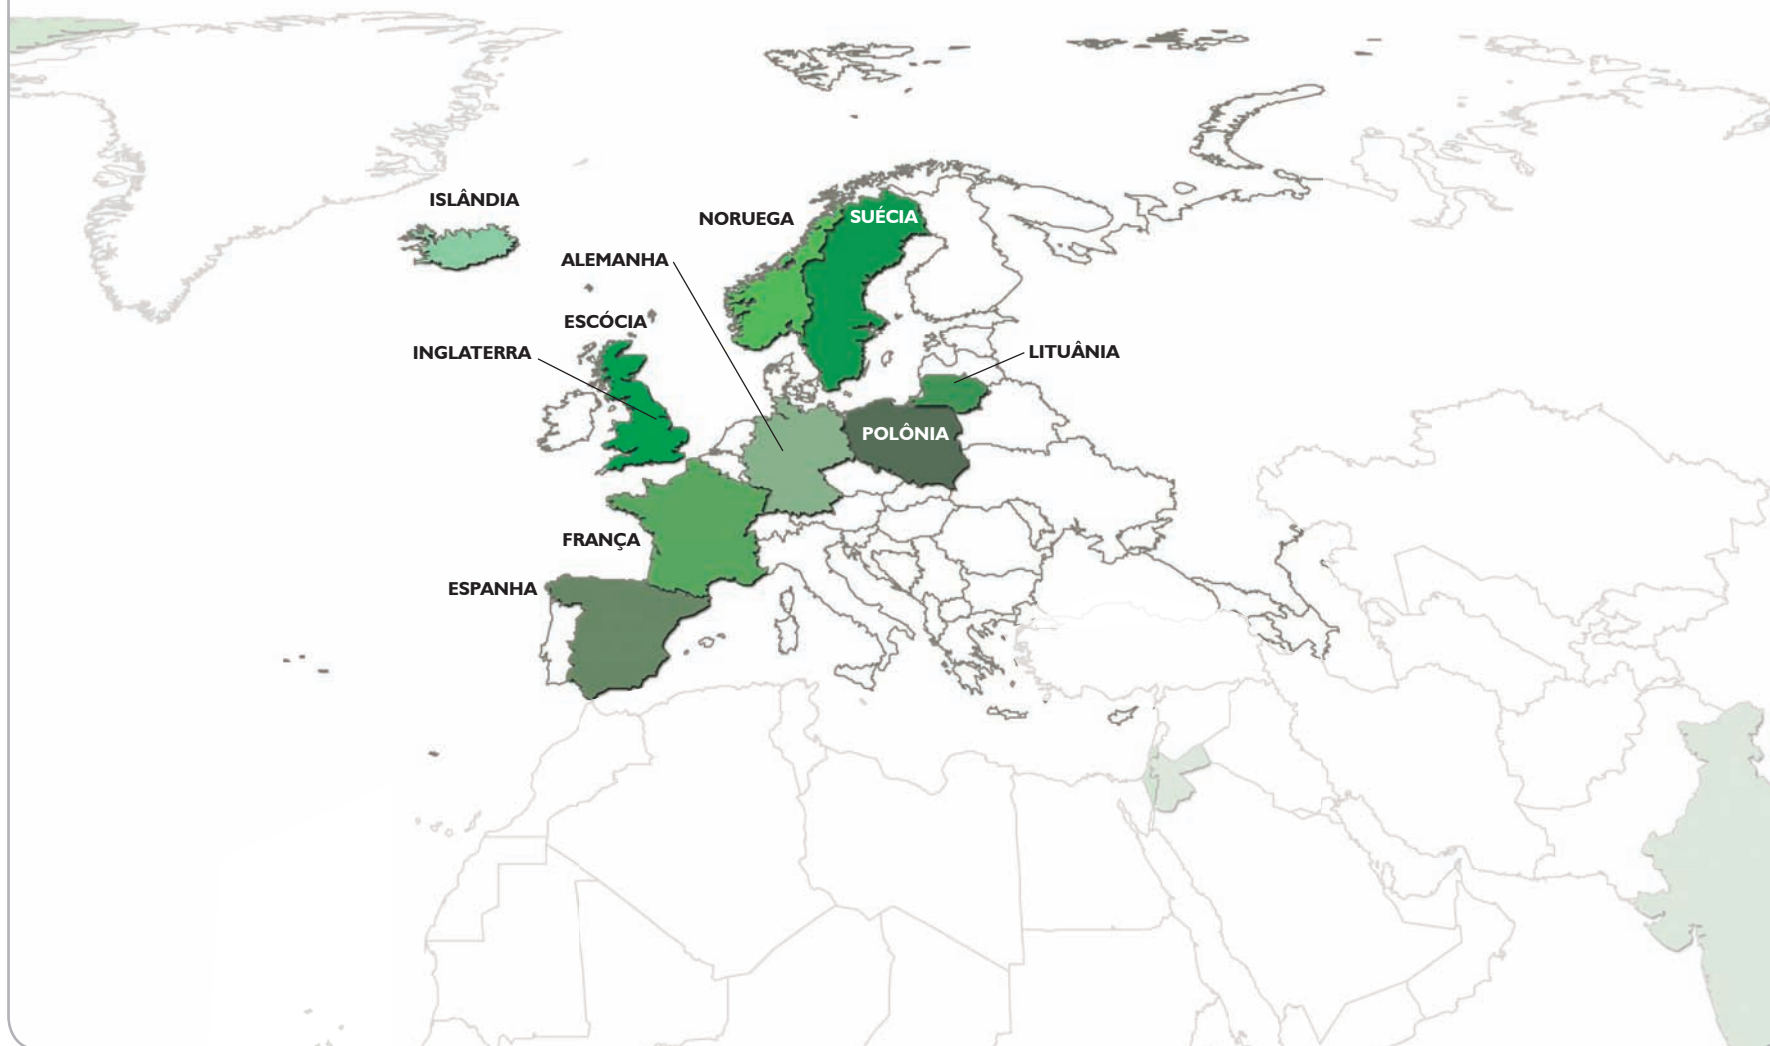 ISLÂNDIA
NORUEGA
SUÉCIA
ALEMANHA
ESCÓCIA
INGLATERRA
LITUÂNIA
POLÔNIA
FRANÇA
ESPANHA